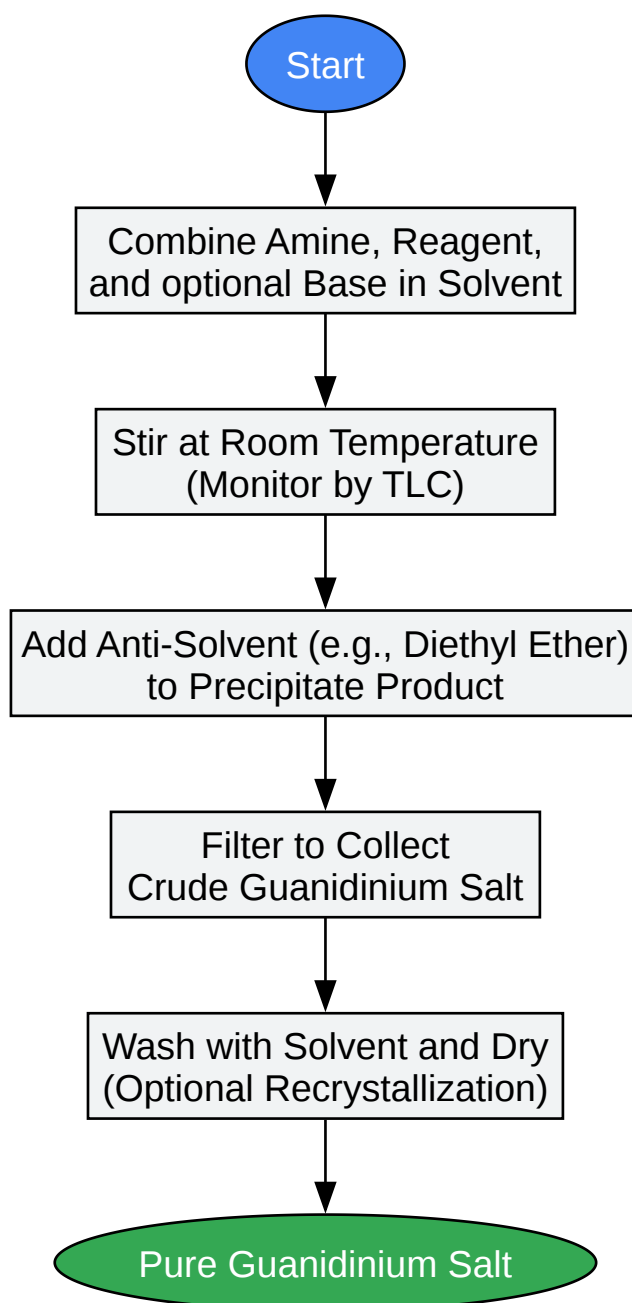 Start
Combine Amine, Reagent,
and optional Base in Solvent
Stir at Room Temperature
(Monitor by TLC)
Add Anti-Solvent (e.g., Diethyl Ether)
to Precipitate Product
Filter to Collect
Crude Guanidinium Salt
Wash with Solvent and Dry
(Optional Recrystallization)
Pure Guanidinium Salt